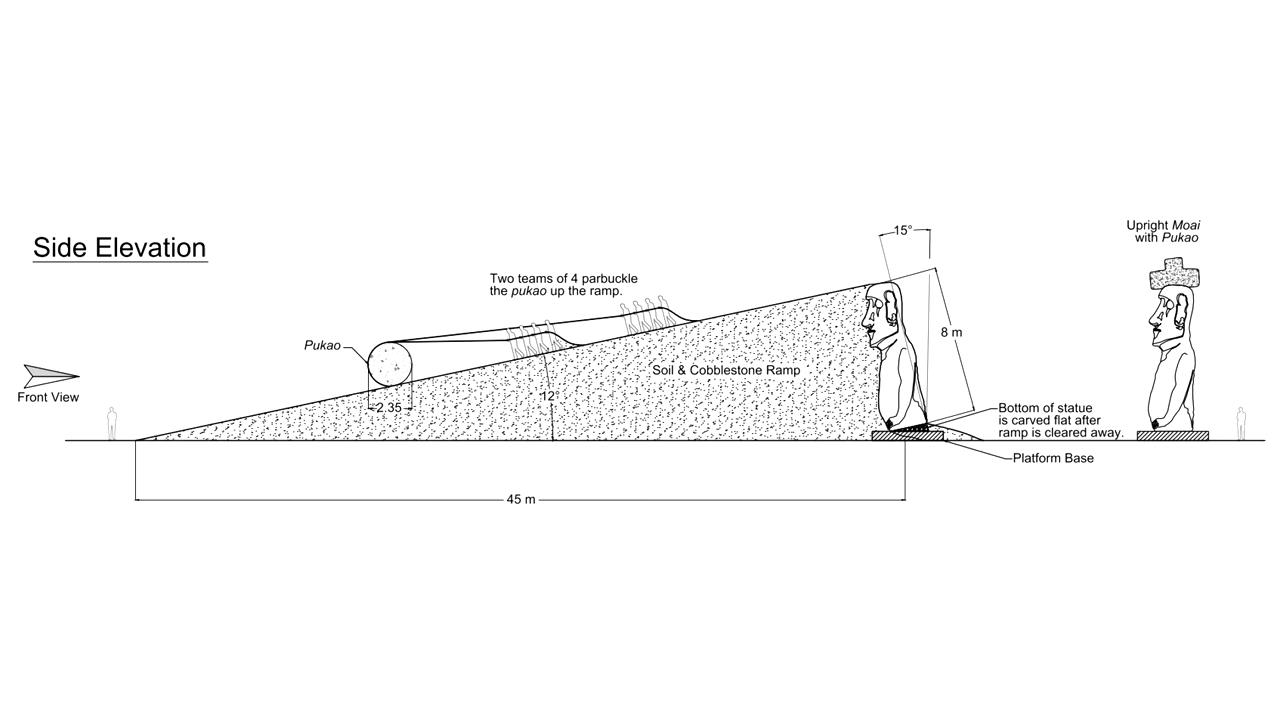 Side Elevation
Upright Moai
with Pukao
15°
Two teams of 4 parbuckle
the pukao up the ramp.
8 m
Pukao
Soil & Cobblestone Ramp
Front View
12°
2.35
Bottom of statue
is carved flat after
ramp is cleared away.
Platform Base
45 m